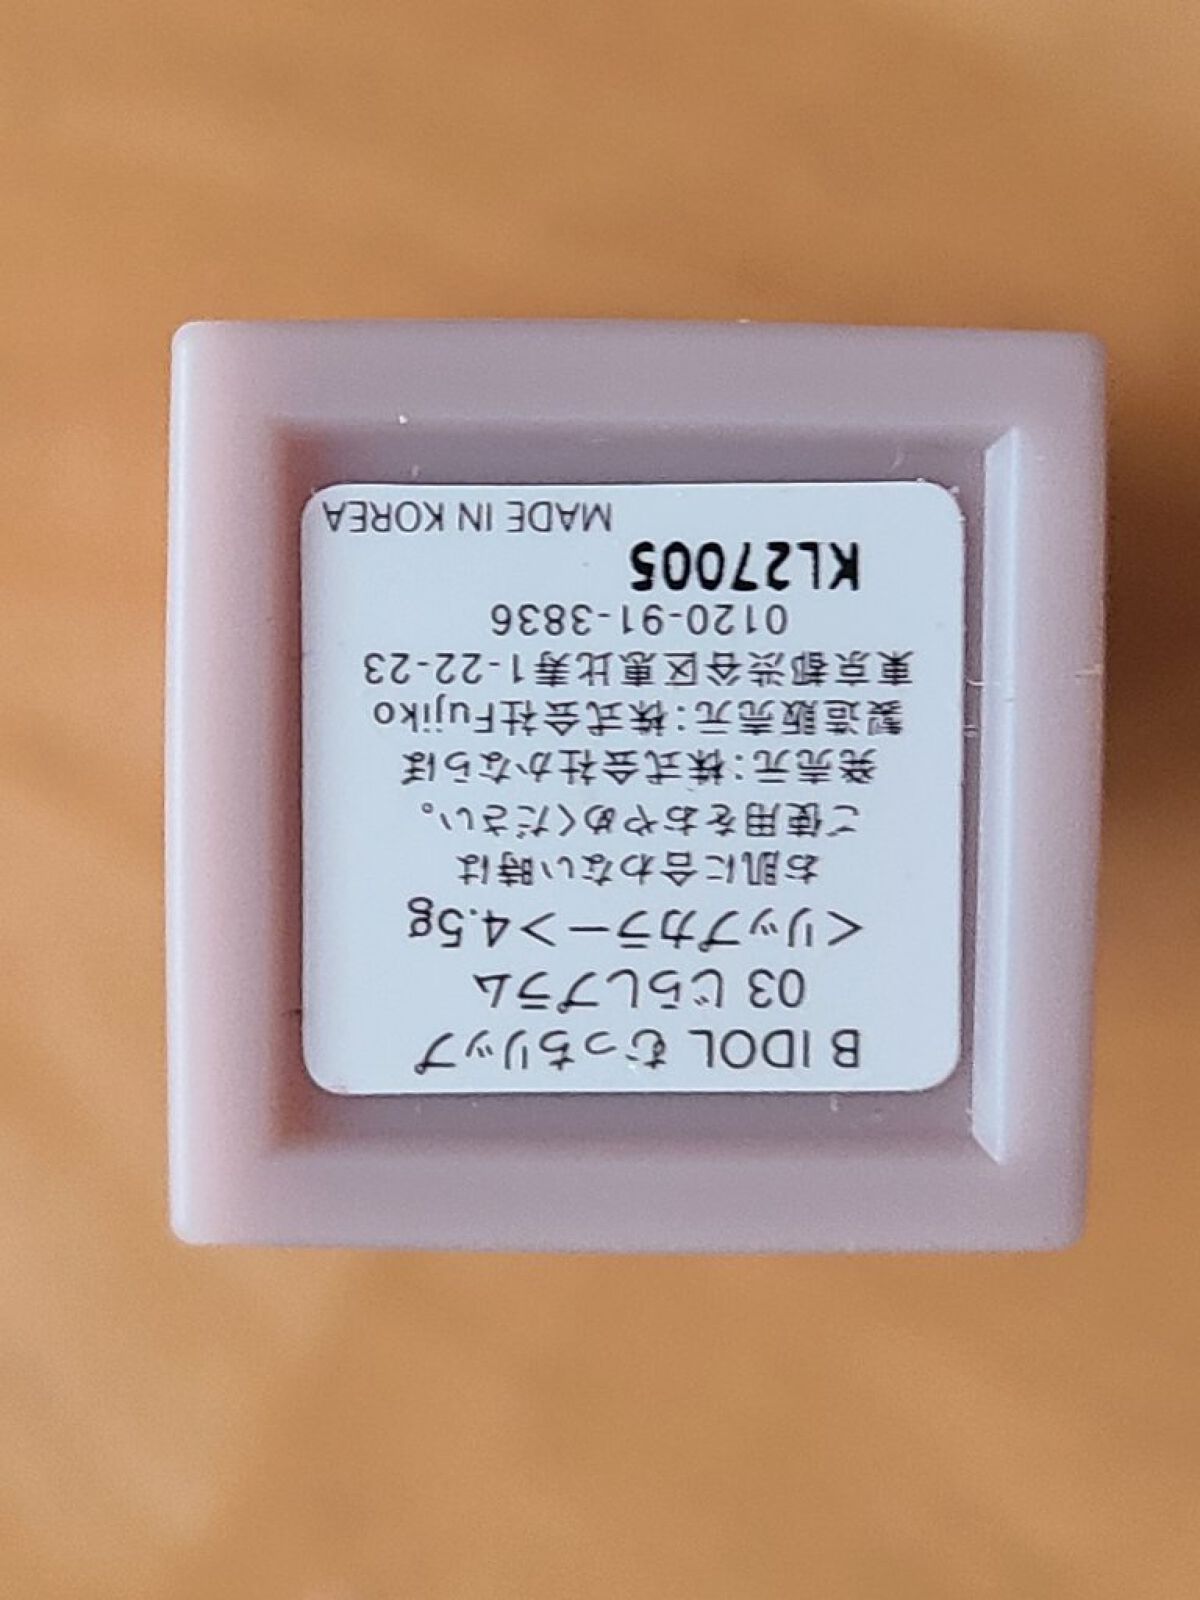 B IDOL むっちリップ
03 じらしプラム
<リップカラー>4.5g
お肌に合わない時は
ご使用をおやめください。
発売元:株式会社かならぼ
製造販売元:株式会社Fujiko
東京都渋谷区恵比寿1-22-23
0120-91-3836
KL27005
MADE IN KOREA